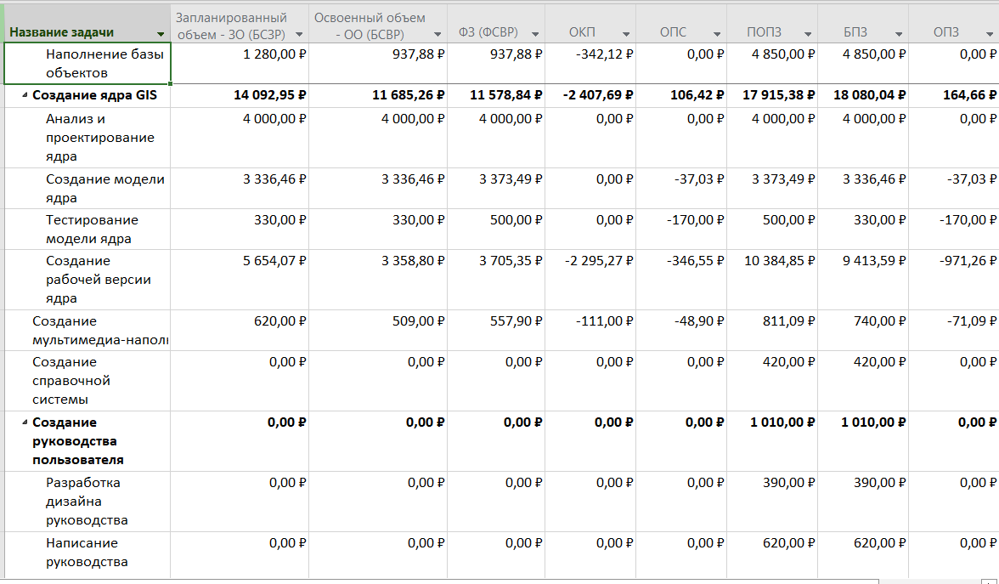 Название задачи Запланированный объем - ЗО (БСЗР) Освоенный объем - ОО (БСВР) ФЗ (ФСВР) ОКП ОПС ПОПЗ БПЗ ОПЗ
Наполнение базы 1 280,00 ₽ 937,88 ₽ 937,88 ₽ -342,12 ₽ 0,00 ₽ 4 850,00 ₽ 4 850,00 ₽ 0,00 ₽
объектов
Создание ядра GIS 14 092,95 ₽ 11 685,26 ₽ 11 578,84 ₽ -2 407,69 ₽ 106,42 ₽ 17 915,38 ₽ 18 080,04 ₽ 164,66 ₽
Анализ и 4 000,00 ₽ 4 000,00 ₽ 4 000,00 ₽ 0,00 ₽ 0,00 ₽ 4 000,00 ₽ 4 000,00 ₽ 0,00 ₽
проектирование
ядра
Создание модели 3 336,46 ₽ 3 336,46 ₽ 3 373,49 ₽ 0,00 ₽ -37,03 ₽ 3 373,49 ₽ 3 336,46 ₽ -37,03 ₽
ядра
Тестирование 330,00 ₽ 330,00 ₽ 500,00 ₽ 0,00 ₽ -170,00 ₽ 500,00 ₽ 330,00 ₽ -170,00 ₽
модели ядра
Создание 5 654,07 ₽ 3 358,80 ₽ 3 705,35 ₽ -2 295,27 ₽ -346,55 ₽ 10 384,85 ₽ 9 413,59 ₽ -971,26 ₽
рабочей версии
ядра
Создание 620,00 ₽ 509,00 ₽ 557,90 ₽ -111,00 ₽ -48,90 ₽ 811,09 ₽ 740,00 ₽ -71,09 ₽
мультимедиа-напол
Создание 0,00 ₽ 0,00 ₽ 0,00 ₽ 0,00 ₽ 0,00 ₽ 420,00 ₽ 420,00 ₽ 0,00 ₽
справочной
системы
Создание 0,00 ₽ 0,00 ₽ 0,00 ₽ 0,00 ₽ 0,00 ₽ 1 010,00 ₽ 1 010,00 ₽ 0,00 ₽
руководства
пользователя
Разработка 0,00 ₽ 0,00 ₽ 0,00 ₽ 0,00 ₽ 0,00 ₽ 390,00 ₽ 390,00 ₽ 0,00 ₽
дизайна
руководства
Написание 0,00 ₽ 0,00 ₽ 0,00 ₽ 0,00 ₽ 0,00 ₽ 620,00 ₽ 620,00 ₽ 0,00 ₽
руководства